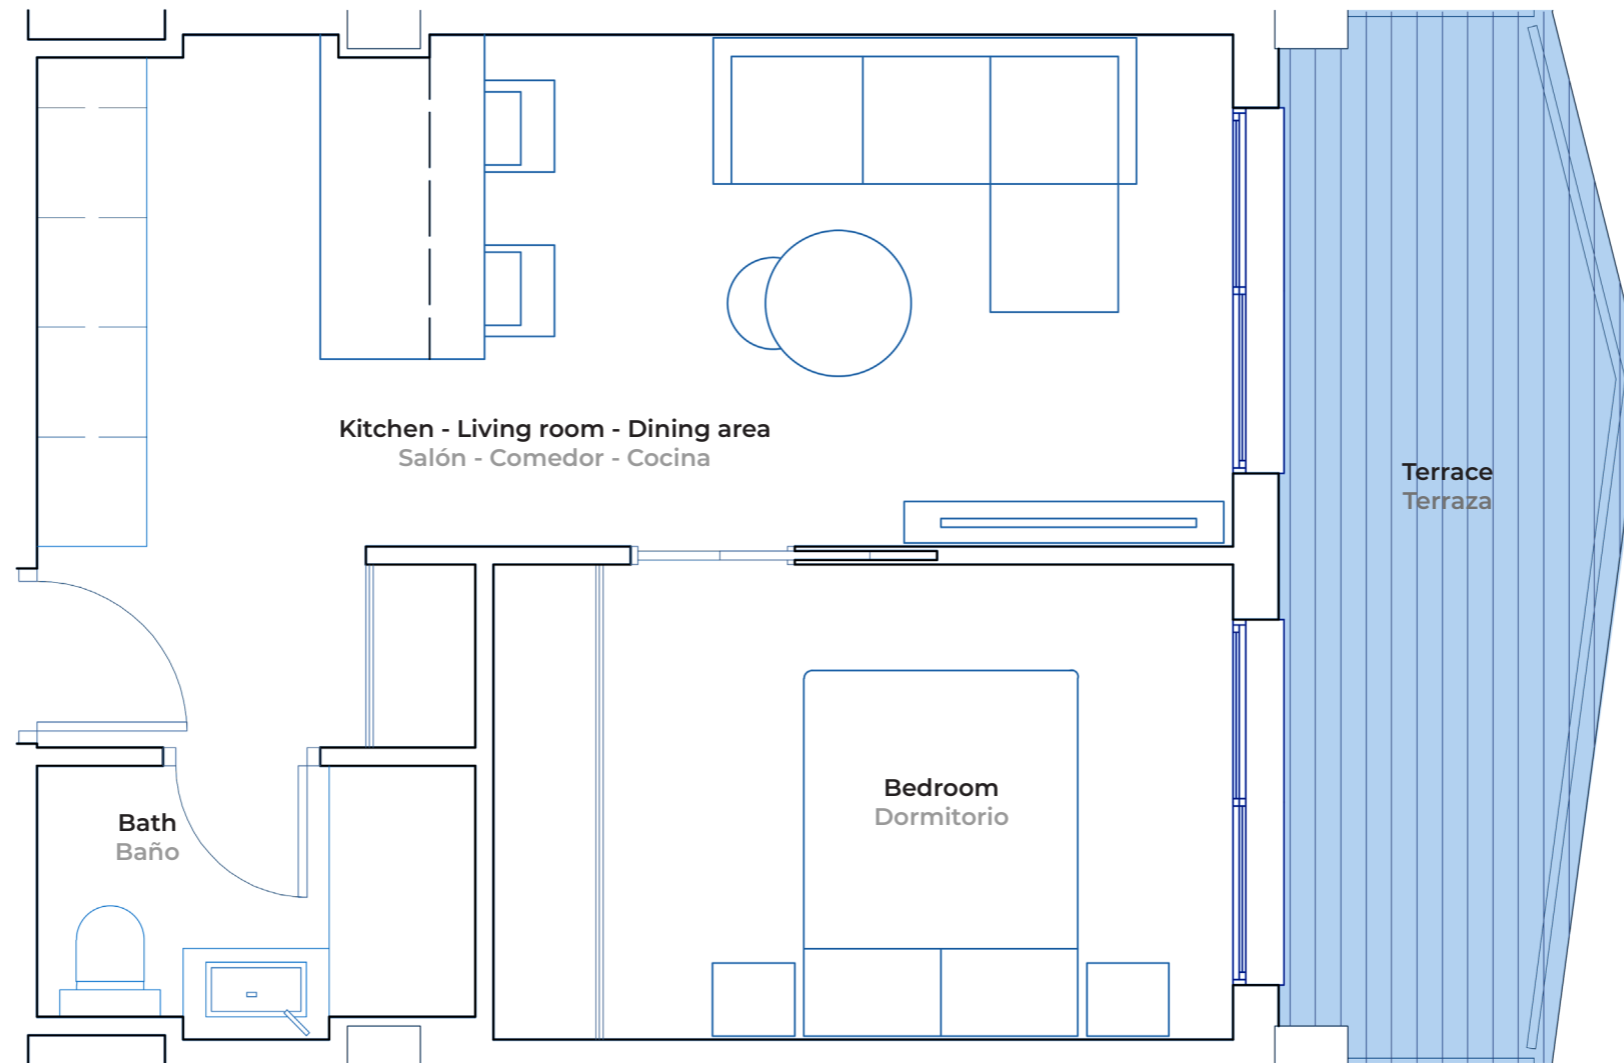 Kitchen - Living room - Dining area
Salón - Comedor - Cocina
Terrace
Terraza
Bedroom
Dormitorio
Bath
Baño